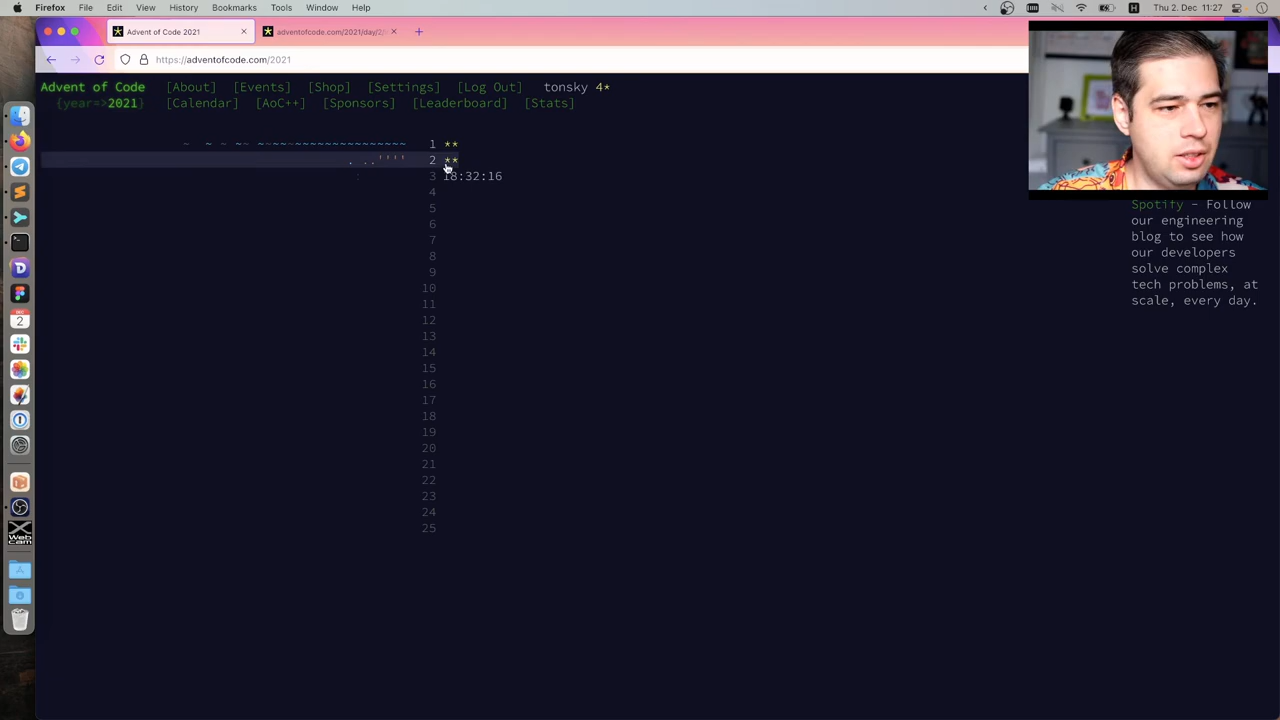 Firefox File Edit View History Bookmarks Tools Window Help
Thu 2. Dec 11:27
Advent of Code 2021
adventofcode.com/2021/day/2/
https://adventofcode.com/2021
Advent of Code [About] [Events] [Shop] [Settings] [Log Out] tonsky 4*
{year=>2021} [Calendar] [AoC++] [Sponsors] [Leaderboard] [Stats]
~ ~ ~ ~~ ~~~~~~~~~~~~~~~~~~~~ 1 **
. ..'''' 2 **
: 3 18:32:16
4
5
6
7
8
9
10
11
12
13
14
15
16
17
18
19
20
21
22
23
24
25
Spotify - Follow
our engineering
blog to see how
our developers
solve complex
tech problems, at
scale, every day.
DEC
2
X
Webcam